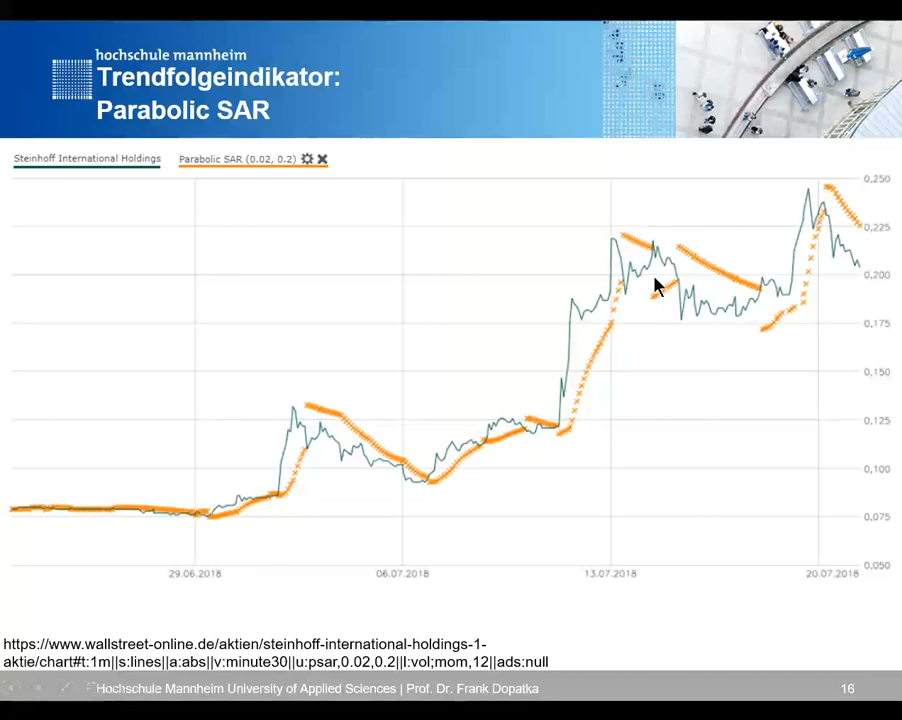 hochschule mannheim
Trendfolgeindikator:
Parabolic SAR
Steinhoff International Holdings Parabolic SAR (0.02, 0.2)
0,250
0,225
0,200
0,175
0,150
0,125
0,100
0,075
0,050
29.06.2018 06.07.2018 13.07.2018 20.07.2018
https://www.wallstreet-online.de/aktien/steinhoff-international-holdings-1-
aktie/chart#t:1m||s:lines||a:abs||v:minute30||u:psar,0.02,0.2||l:vol;mom,12||ads:null
Hochschule Mannheim University of Applied Sciences | Prof. Dr. Frank Dopatka 16